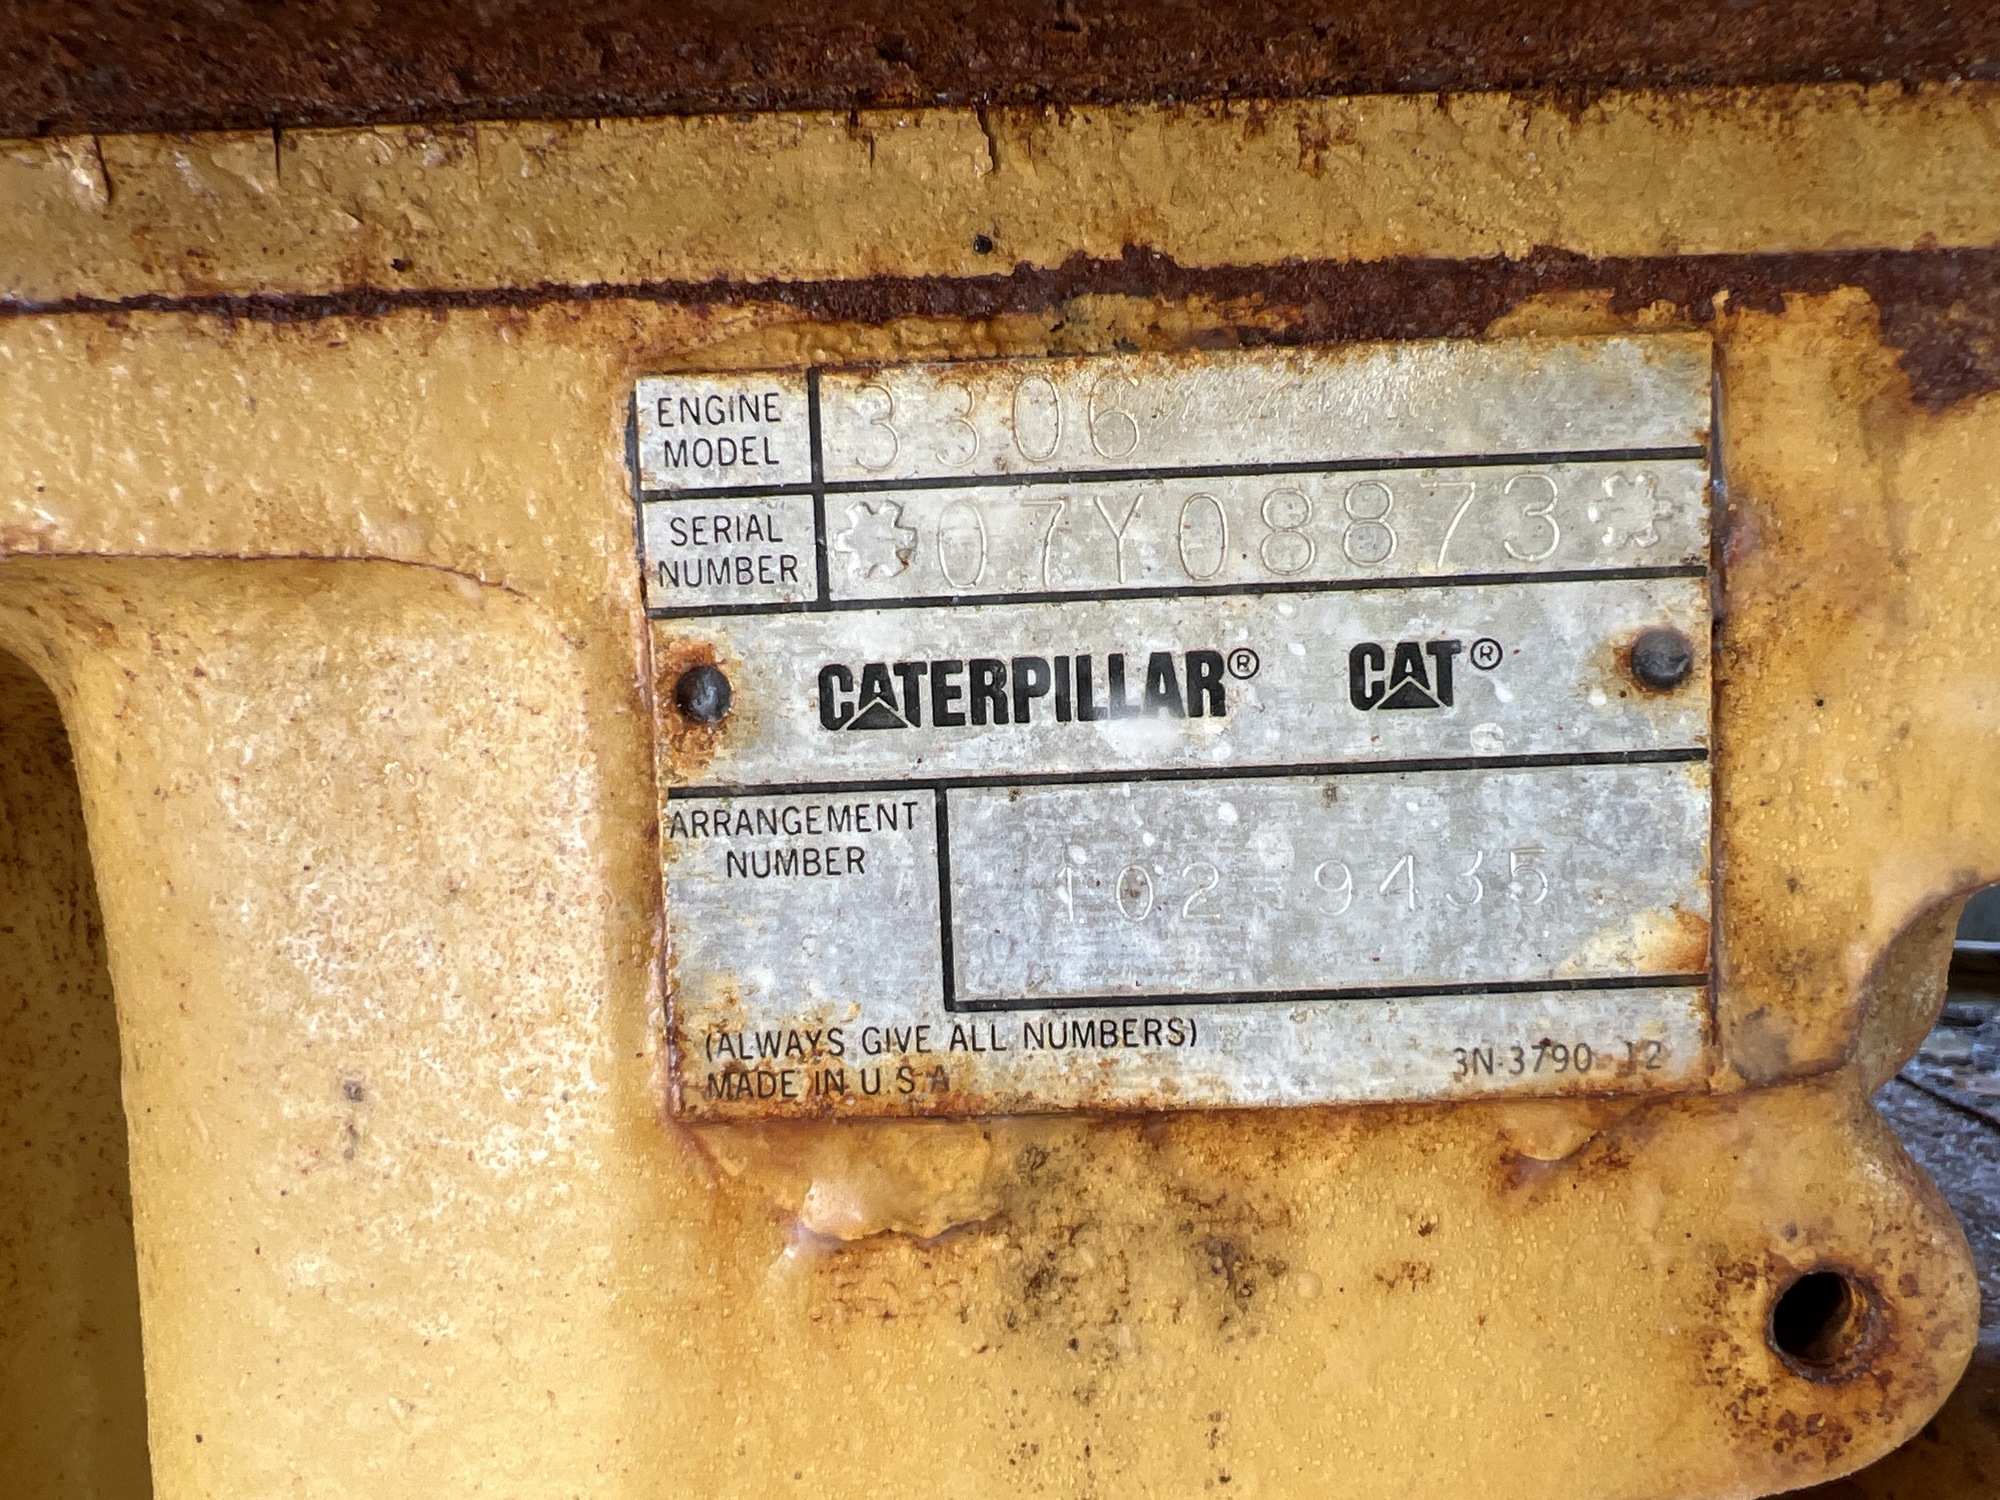 ENGINE MODEL 3306
SERIAL NUMBER *07Y08873*
CATERPILLAR® CAT®
ARRANGEMENT NUMBER 102-9435
(ALWAYS GIVE ALL NUMBERS)
MADE IN U.S.A 3N-3790 12